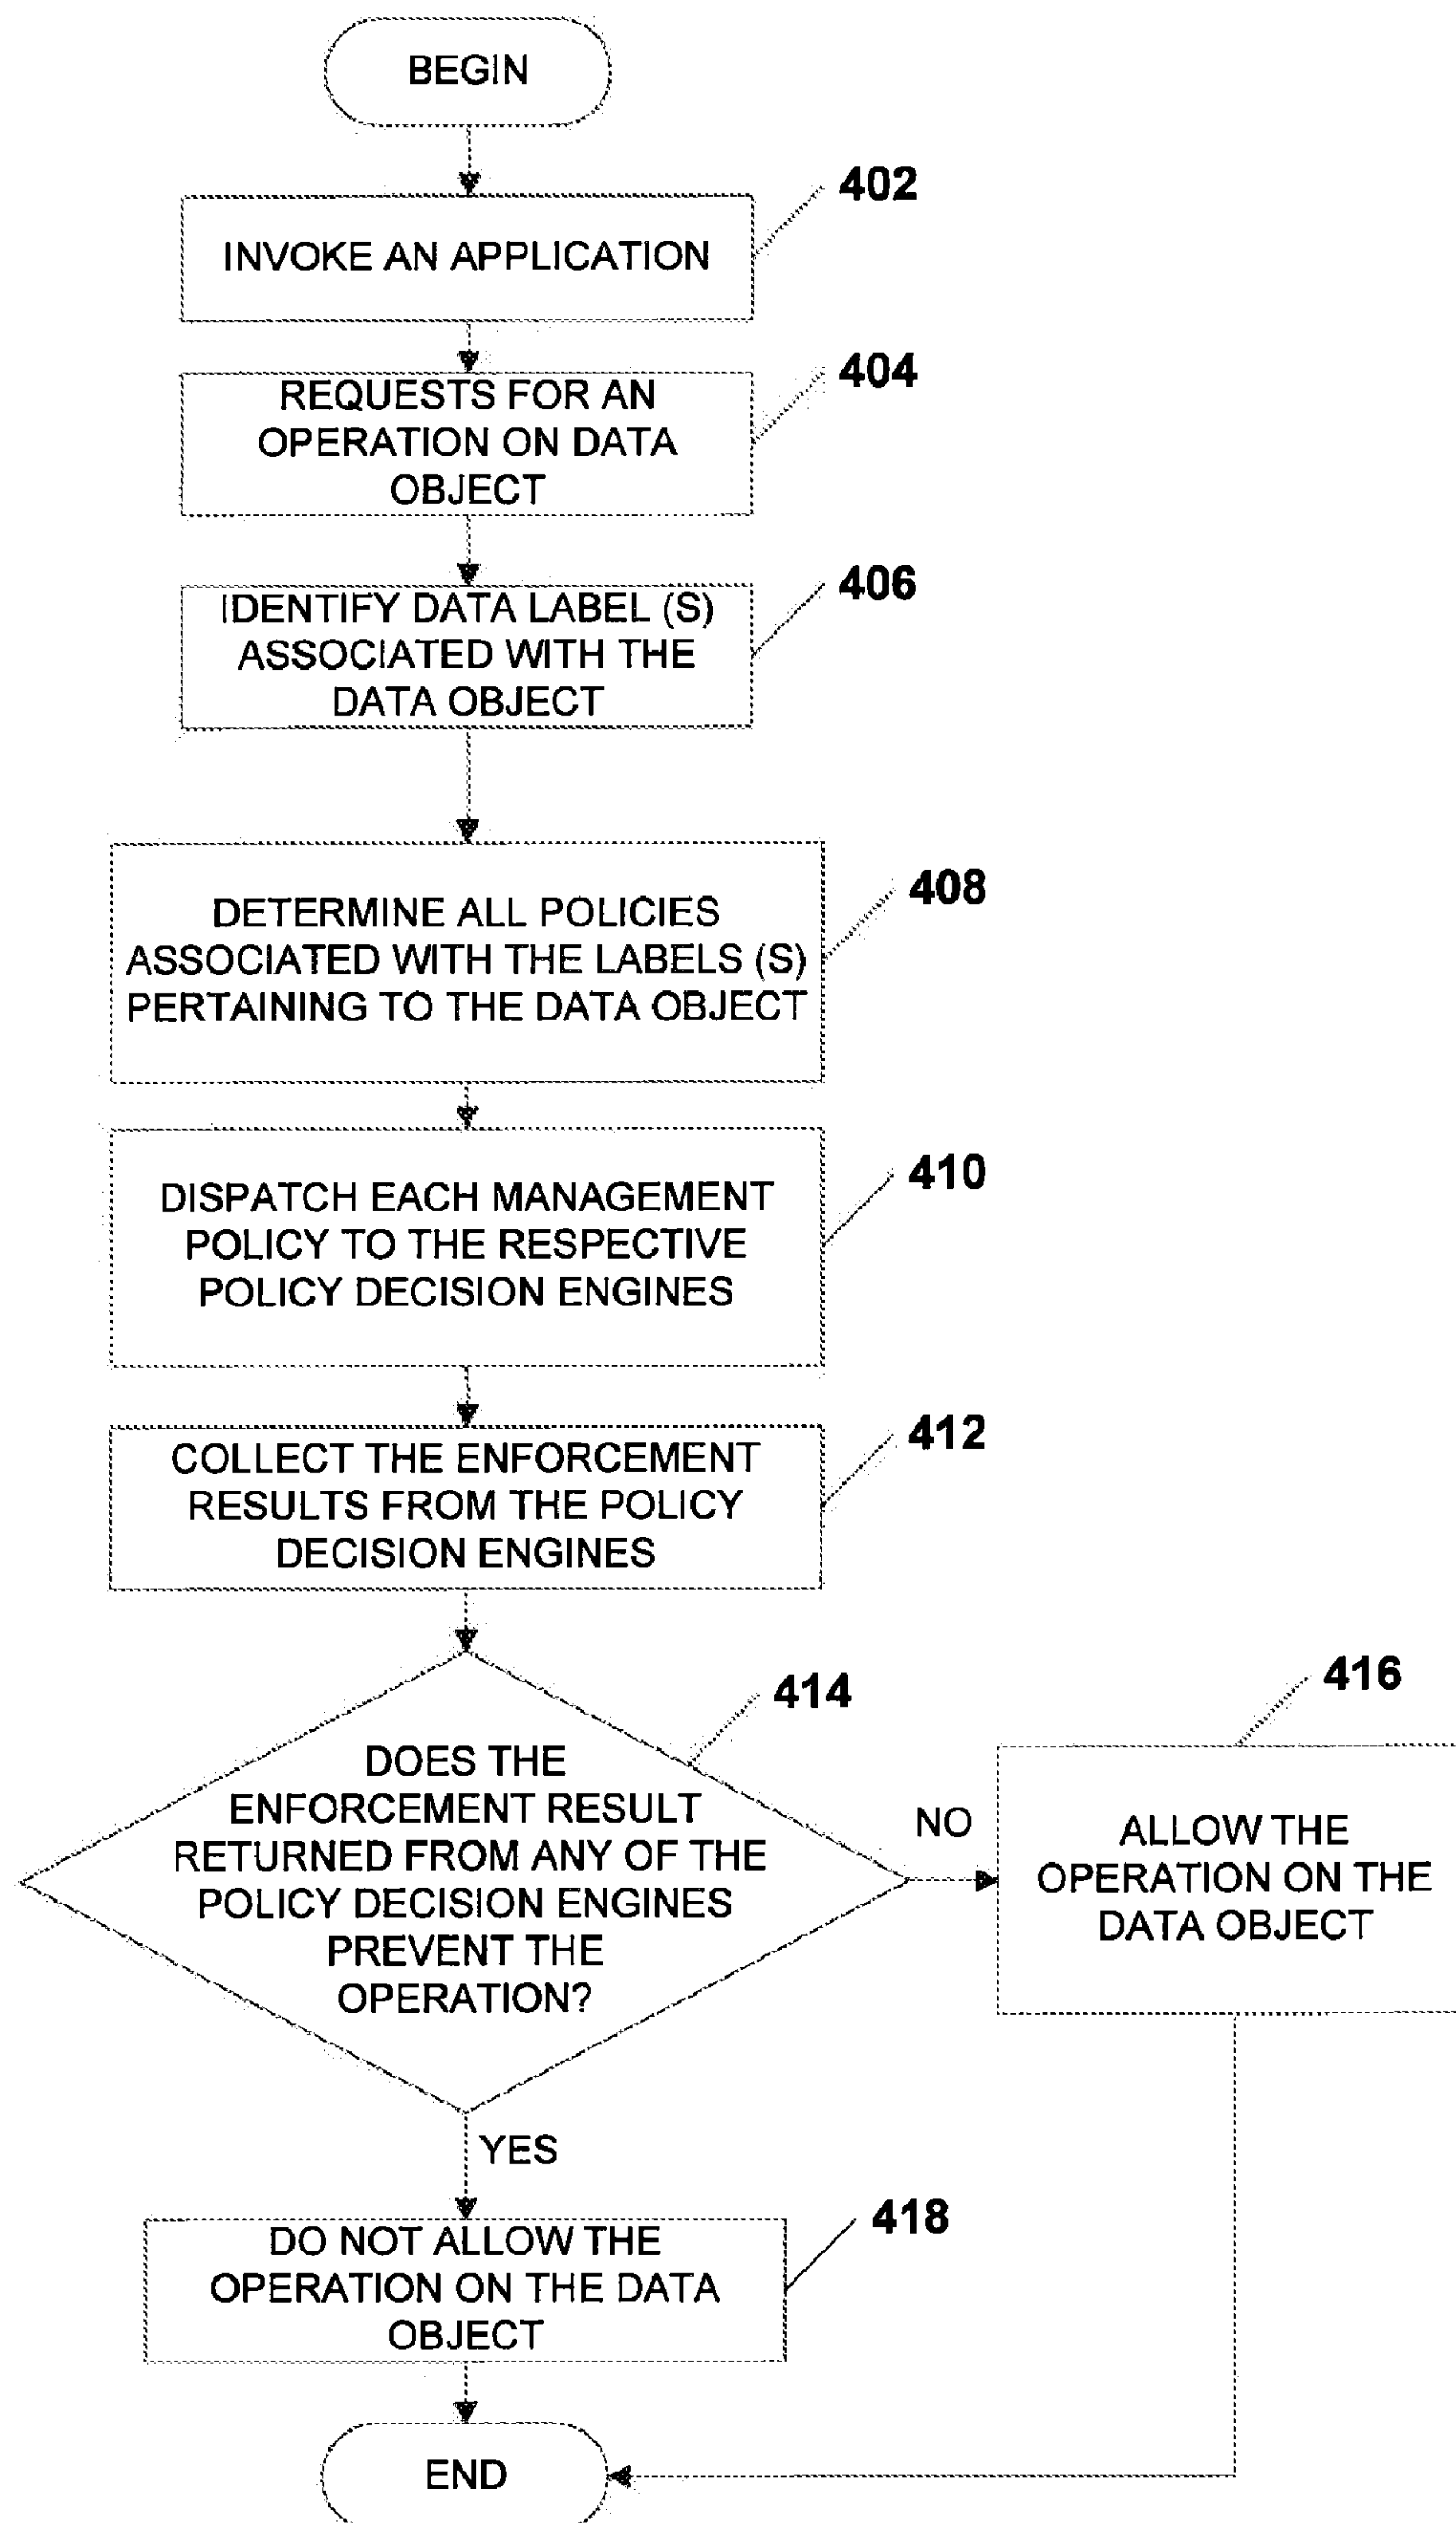 BEGIN
402
INVOKE AN APPLICATION
404
REQUESTS FOR AN
OPERATION ON DATA
OBJECT
406
IDENTIFY DATA LABEL (S)
ASSOCIATED WITH THE
DATA OBJECT
408
DETERMINE ALL POLICIES
ASSOCIATED WITH THE LABELS (S)
PERTAINING TO THE DATA OBJECT
410
DISPATCH EACH MANAGEMENT
POLICY TO THE RESPECTIVE
POLICY DECISION ENGINES
412
COLLECT THE ENFORCEMENT
RESULTS FROM THE POLICY
DECISION ENGINES
414
DOES THE
ENFORCEMENT RESULT
RETURNED FROM ANY OF THE
POLICY DECISION ENGINES
PREVENT THE
OPERATION?
NO
416
ALLOW THE
OPERATION ON THE
DATA OBJECT
YES
418
DO NOT ALLOW THE
OPERATION ON THE DATA
OBJECT
END